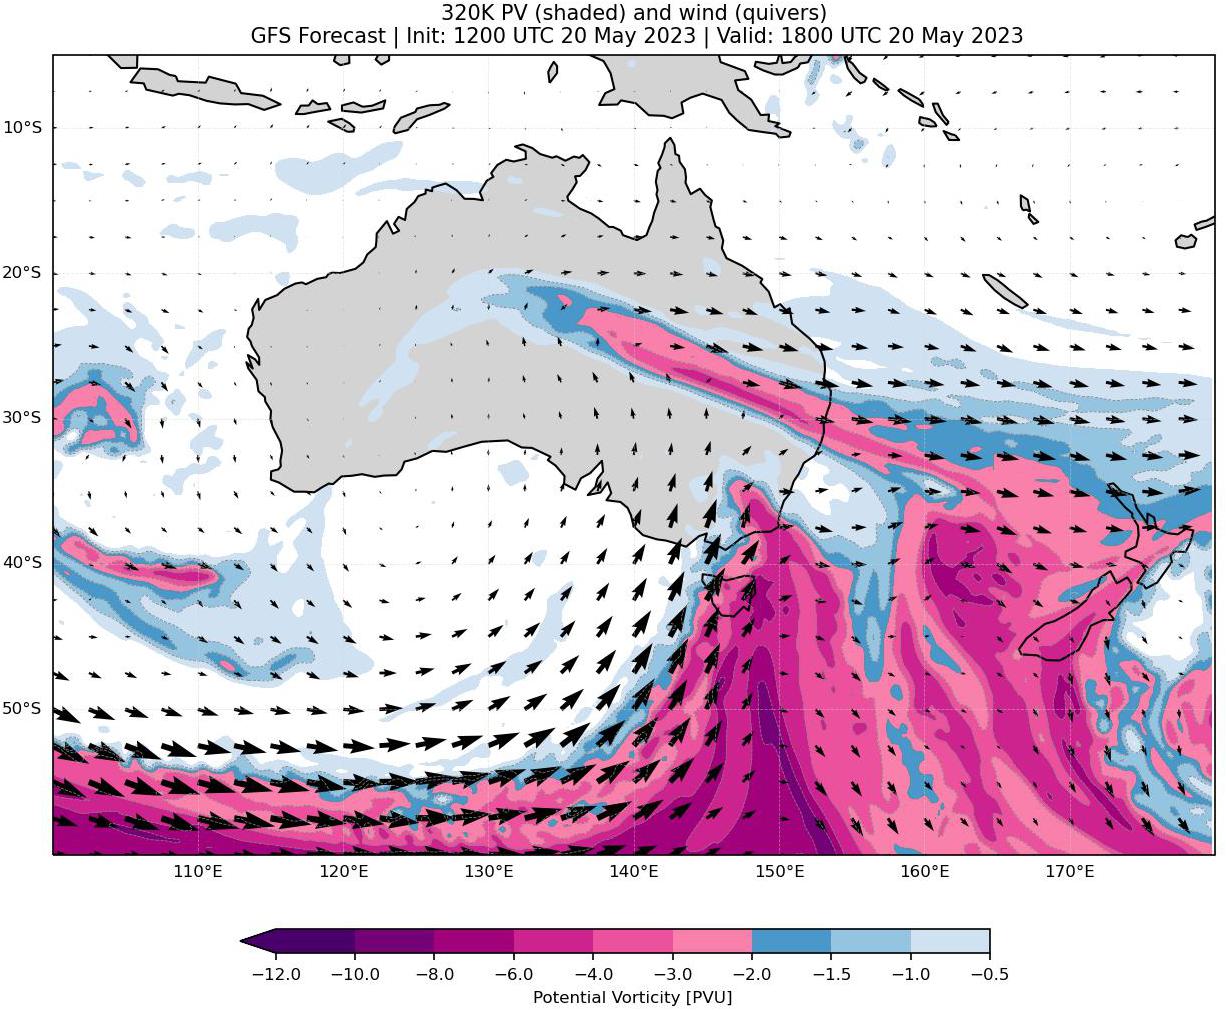 320K PV (shaded) and wind (quivers)
GFS Forecast | Init: 1200 UTC 20 May 2023 | Valid: 1800 UTC 20 May 2023
10°S
20°S
30°S
40°S
50°S
110°E 120°E 130°E 140°E 150°E 160°E 170°E
−12.0 −10.0 −8.0 −6.0 −4.0 −3.0 −2.0 −1.5 −1.0 −0.5
Potential Vorticity [PVU]